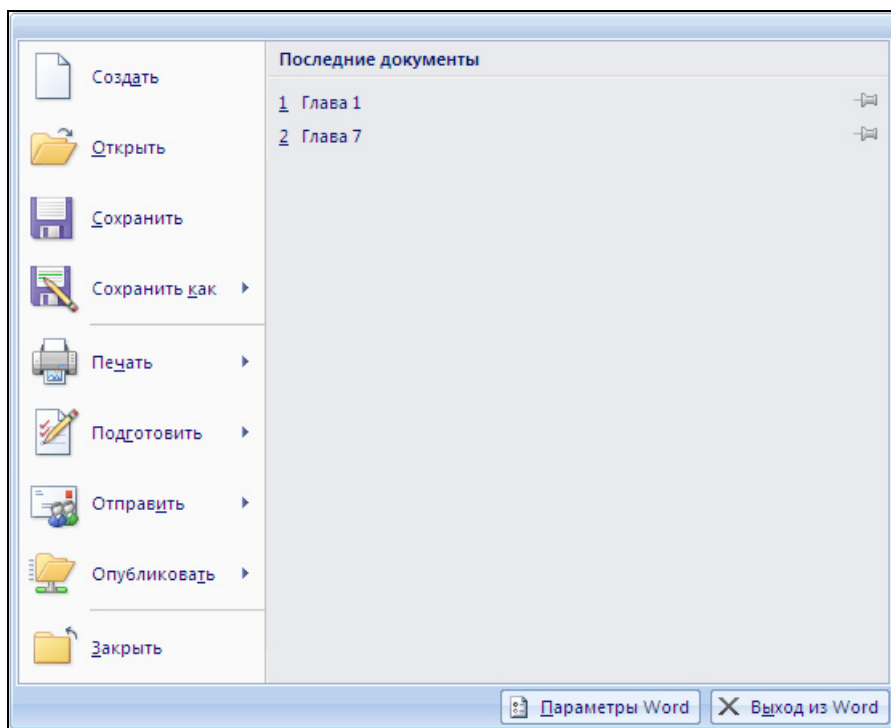 Создать
Открыть
Сохранить
Сохранить как
Печать
Подготовить
Отправить
Опубликовать
Закрыть
Последние документы
1 Глава 1
2 Глава 7
Параметры Word
Выход из Word